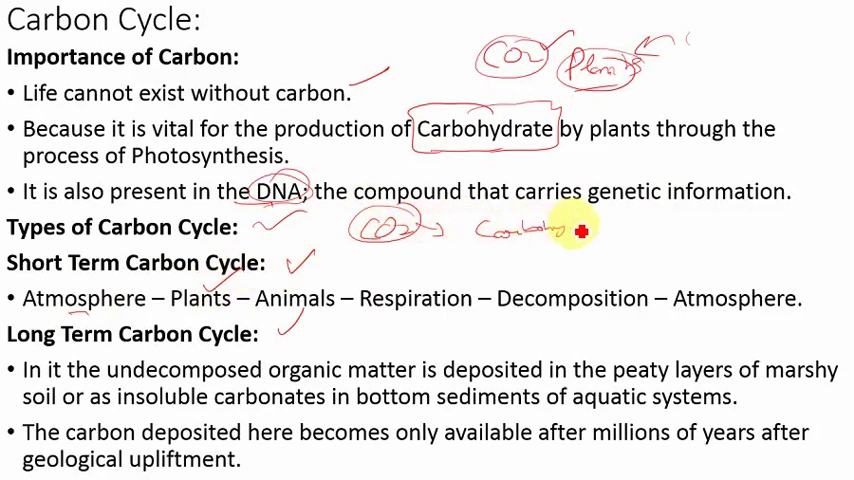 Carbon Cycle:
CO2 Plants
Importance of Carbon:
• Life cannot exist without carbon.
• Because it is vital for the production of Carbohydrate by plants through the
process of Photosynthesis.
• It is also present in the DNA; the compound that carries genetic information.
Types of Carbon Cycle:
CO2 → Carbohy
Short Term Carbon Cycle:
• Atmosphere – Plants – Animals – Respiration – Decomposition – Atmosphere.
Long Term Carbon Cycle:
• In it the undecomposed organic matter is deposited in the peaty layers of marshy
soil or as insoluble carbonates in bottom sediments of aquatic systems.
• The carbon deposited here becomes only available after millions of years after
geological upliftment.